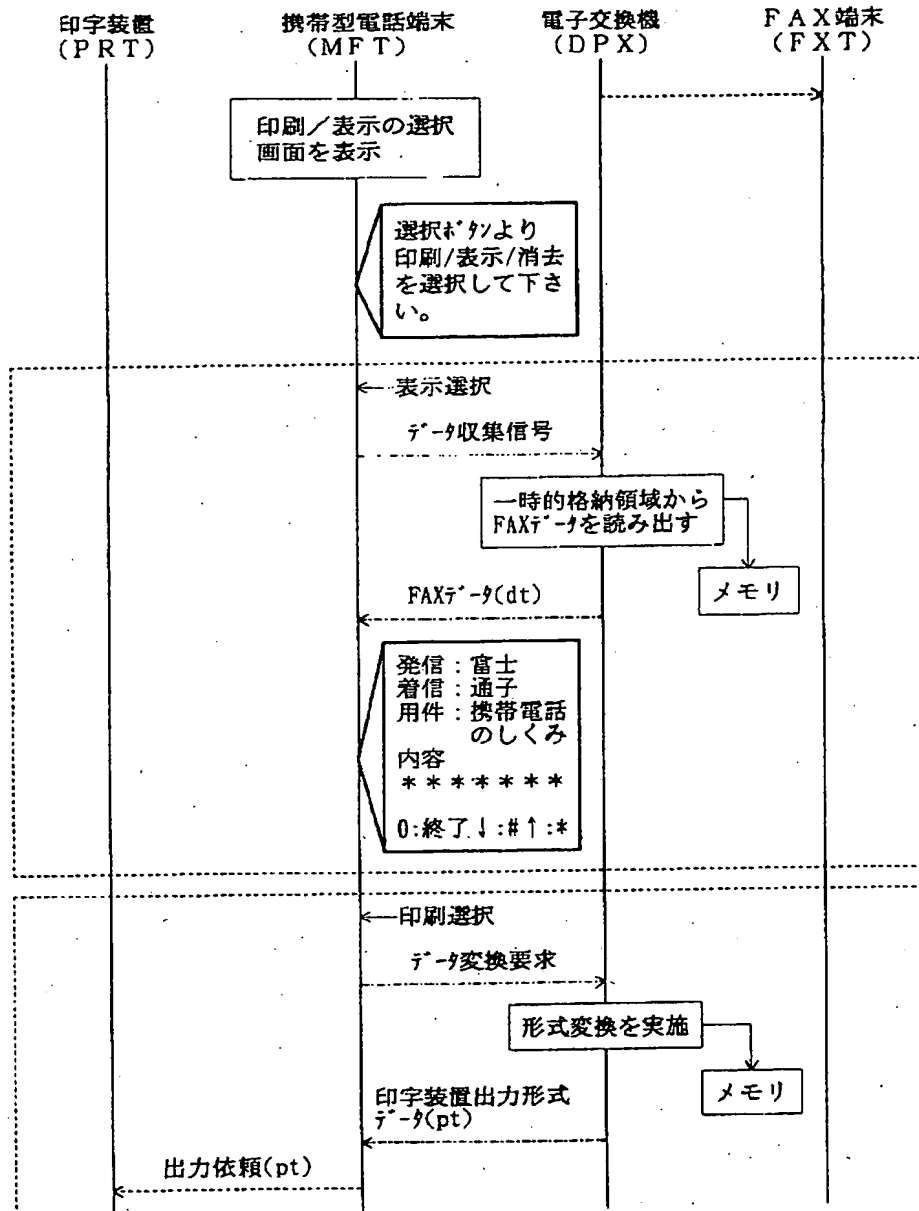 印字装置
(PRT)
携帯型電話端末
(MFT)
電子交換機
(DPX)
FAX端末
(FXT)
印刷/表示の選択
画面を表示
選択ﾎﾞﾀﾝより
印刷/表示/消去
を選択して下さ
い。
表示選択
ﾃﾞｰﾀ収集信号
一時的格納領域から
FAXﾃﾞｰﾀを読み出す
メモリ
FAXﾃﾞｰﾀ(dt)
発信:富士
着信:通子
用件:携帯電話
のしくみ
内容
*******
0:終了↓:#↑:*
印刷選択
ﾃﾞｰﾀ変換要求
形式変換を実施
メモリ
印字装置出力形式
ﾃﾞｰﾀ(pt)
出力依頼(pt)